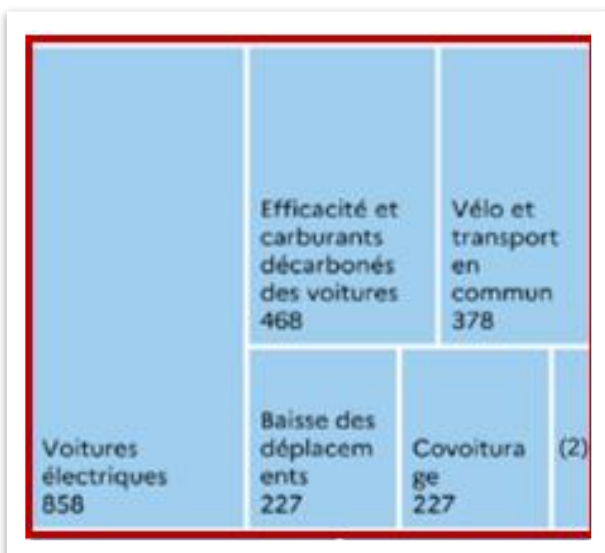 Voitures
électriques
858
Efficacité et
carburants
décarbonés
des voitures
468
Vélo et
transport
en
commun
378
Baisse des
déplacem
ents
227
Covoitura
ge
227
(2)